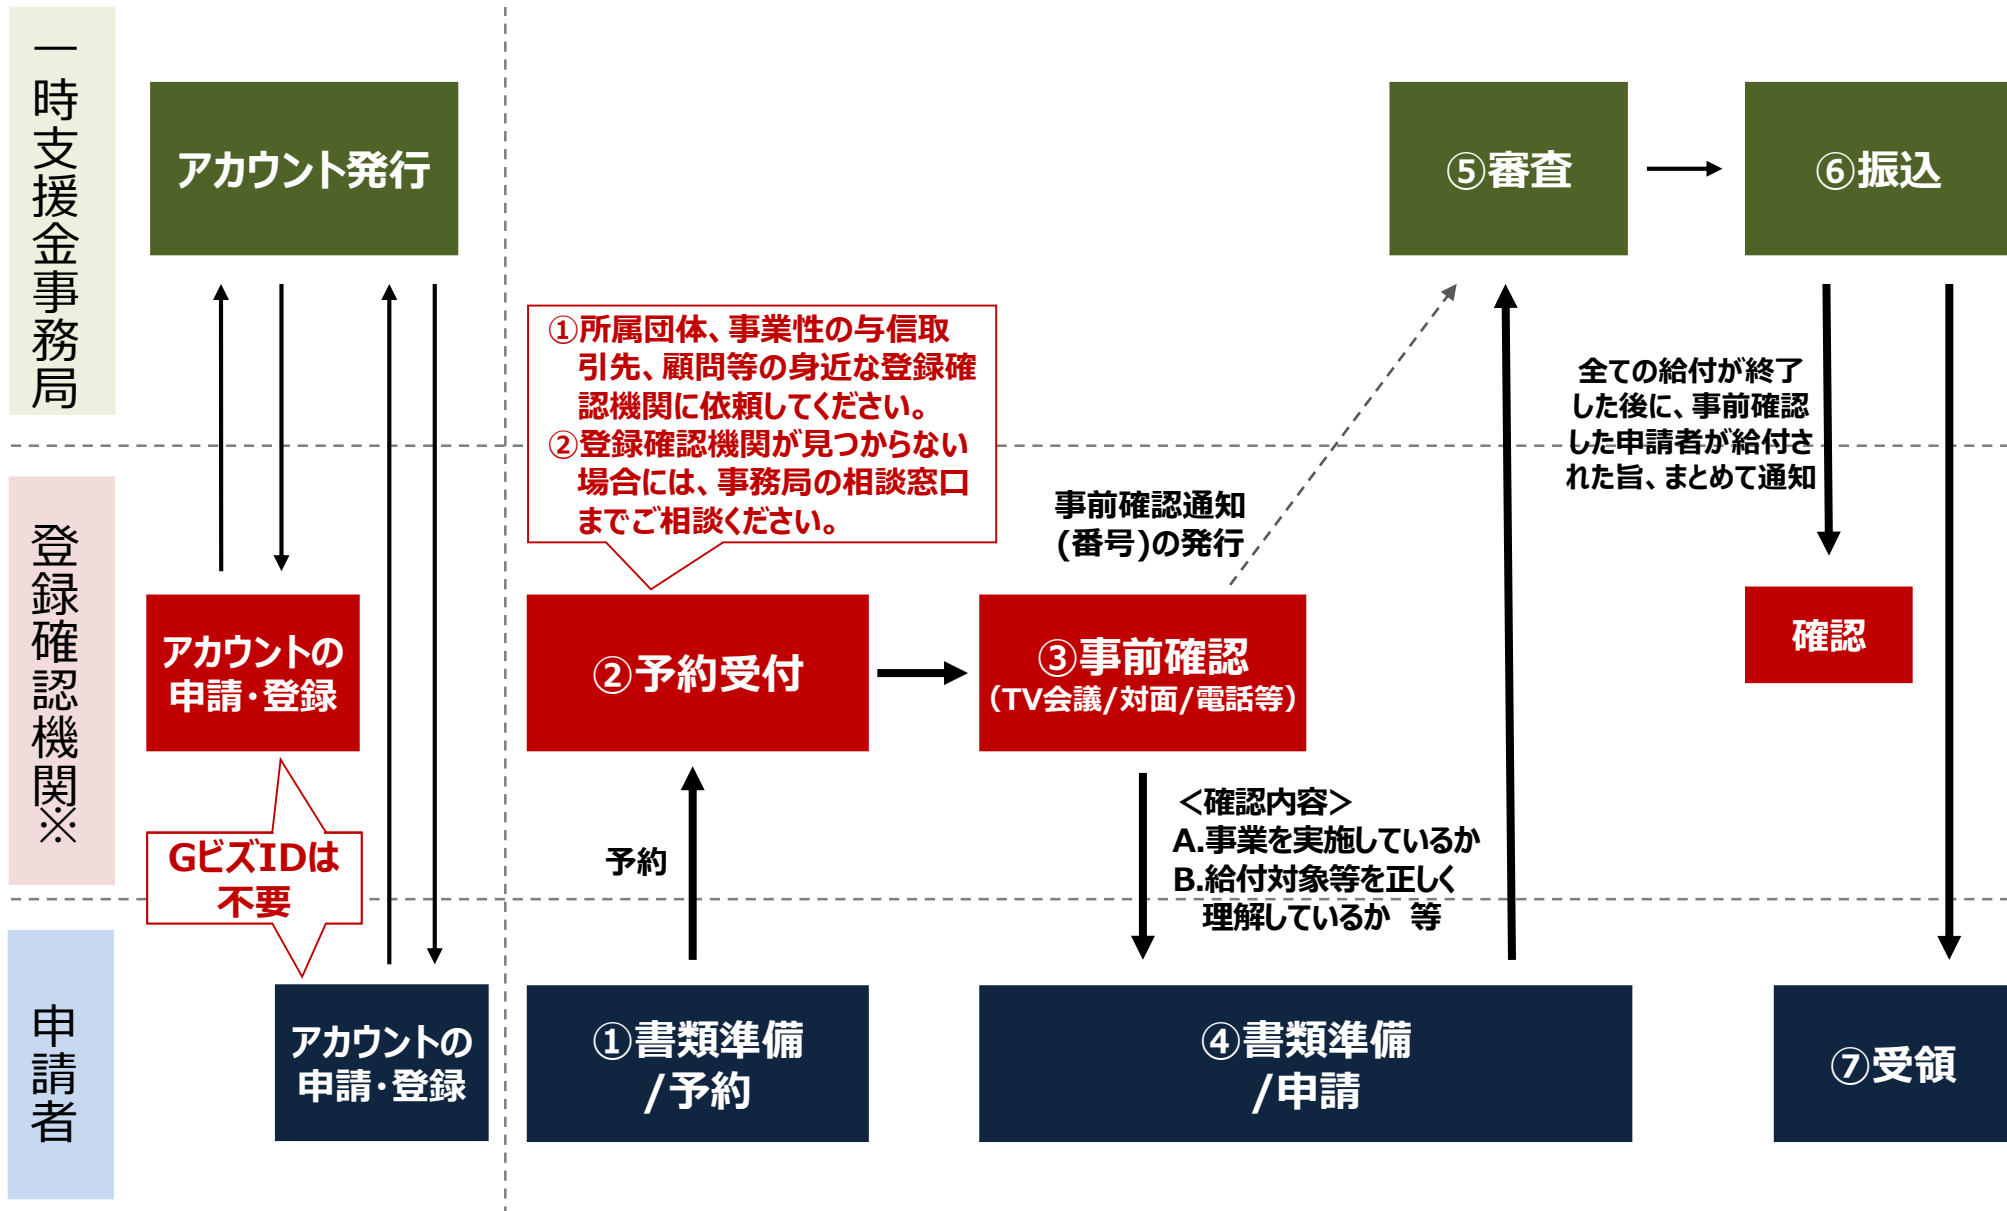 一時支援金事務局
アカウント発行
⑤審査
⑥振込
①所属団体、事業性の与信取
引先、顧問等の身近な登録確
認機関に依頼してください。
②登録確認機関が見つからない
場合には、事務局の相談窓口
までご相談ください。
全ての給付が終了
した後に、事前確認
した申請者が給付さ
れた旨、まとめて通知
事前確認通知
(番号)の発行
登録確認機関※
アカウントの
申請・登録
②予約受付
③事前確認
（TV会議/対面/電話等）
確認
GビズIDは
不要
予約
＜確認内容＞
A.事業を実施しているか
B.給付対象等を正しく
理解しているか　等
申請者
アカウントの
申請・登録
①書類準備
/予約
④書類準備
/申請
⑦受領